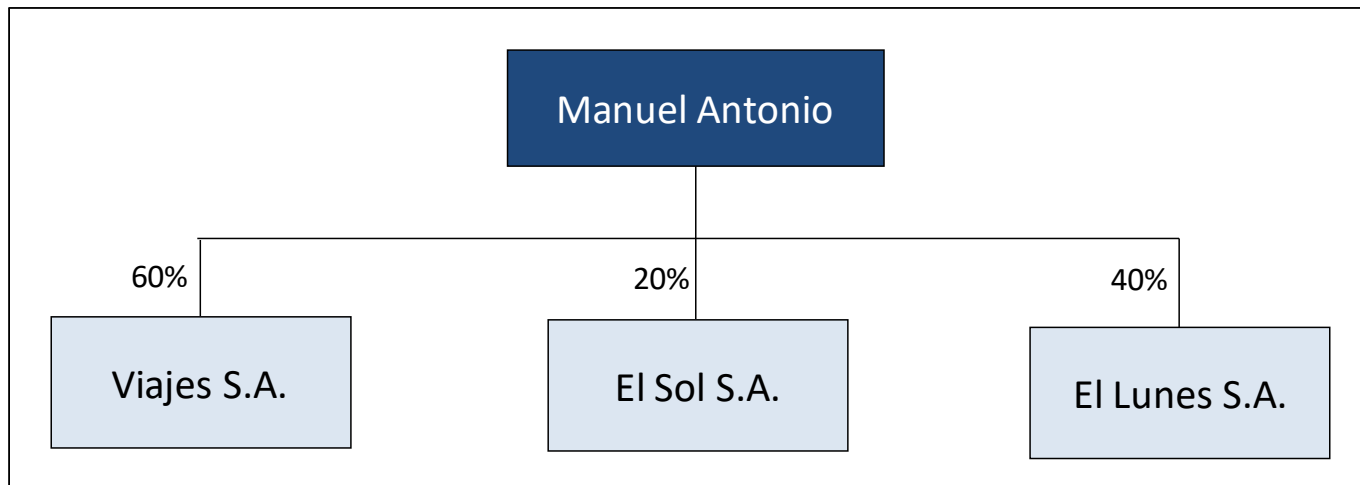 Manuel Antonio
60%
20%
40%
Viajes S.A.
El Sol S.A.
El Lunes S.A.